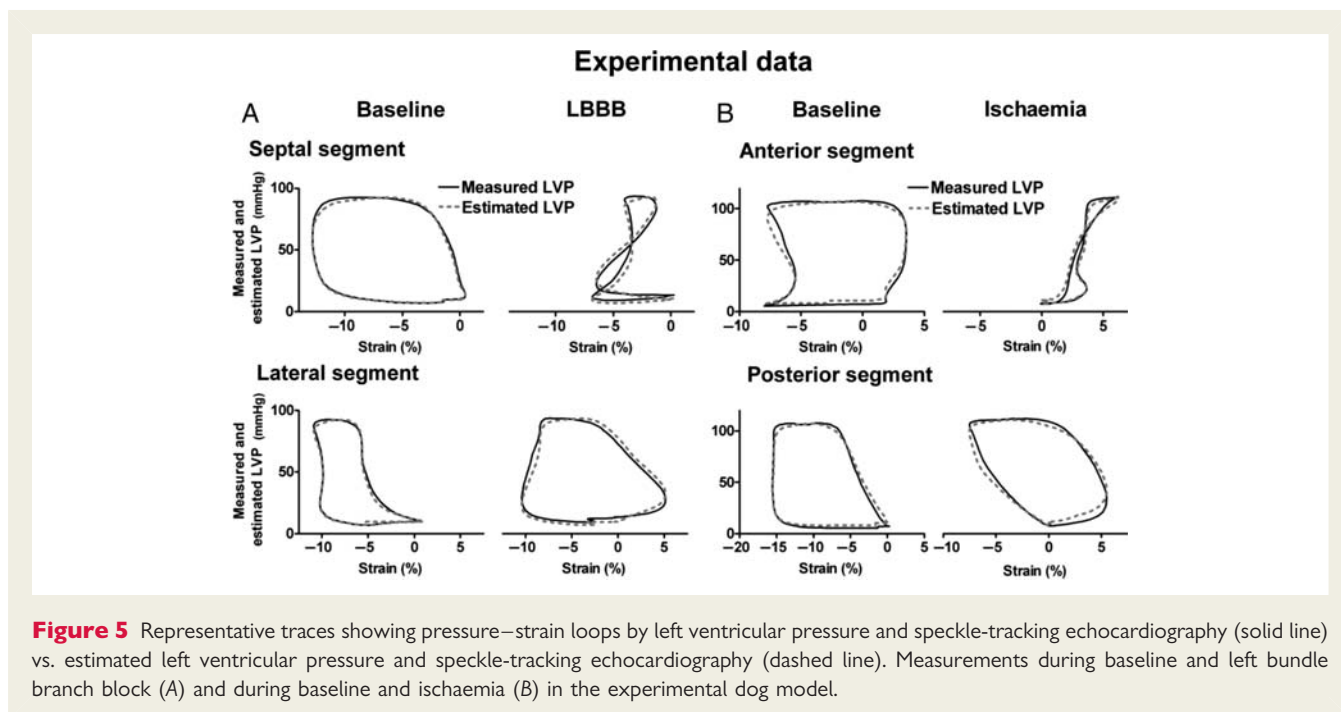 Experimental data
A Baseline LBBB B Baseline Ischaemia
Septal segment
Anterior segment
Measured and
estimated LVP (mmHg)
100
50
0
Measured LVP
Estimated LVP
−10 −5 0
Strain (%)
−10 −5 0
Strain (%)
100
50
0
Measured LVP
Estimated LVP
−10 −5 0 5
Strain (%)
−5 0 5
Strain (%)
Lateral segment
Posterior segment
Measured and
estimated LVP (mmHg)
100
50
0
−10 −5 0 5
Strain (%)
−10 −5 0 5
Strain (%)
100
50
0
−20 −15 −10 −5 0 5
Strain (%)
−10 −5 0 5
Strain (%)
Figure 5 Representative traces showing pressure–strain loops by left ventricular pressure and speckle-tracking echocardiography (solid line)
vs. estimated left ventricular pressure and speckle-tracking echocardiography (dashed line). Measurements during baseline and left bundle
branch block (A) and during baseline and ischaemia (B) in the experimental dog model.